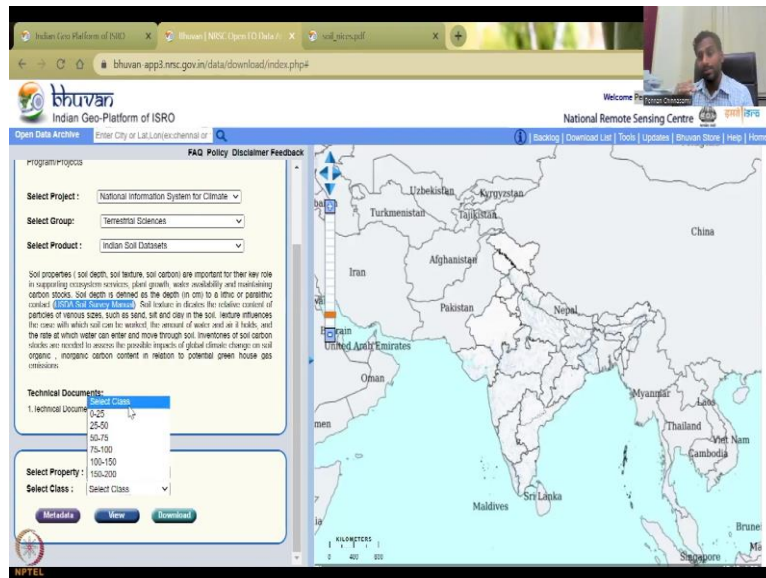 Indian Geo Platform of ISRO
Bhuvan | NRSC Open EO Data A
soil_nices.pdf
bhuvan-app3.nrsc.gov.in/data/download/index.php#
bhuvan
Indian Geo-Platform of ISRO
Welcome Pe
Pennan Chinnasamy
National Remote Sensing Centre
Open Data Archive
Enter City or Lat,Lon(ex:chennai or
Backlog | Download List | Tools | Updates | Bhuvan Store | Help | Home
FAQ Policy Disclaimer Feedback
Program/Projects
Select Project : National Information System for Climate
Select Group: Terrestrial Sciences
Select Product : Indian Soil Datasets
Soil properties ( soil depth, soil texture, soil carbon) are important for their key role
in supporting ecosystem services, plant growth, water availability and maintaining
carbon stocks. Soil depth is defined as the depth (in cm) to a lithic or paralithic
contact (USDA Soil Survey Manual). Soil texture in dicates the relative content of
particles of various sizes, such as sand, silt and clay in the soil. Texture influences
the ease with which soil can be worked, the amount of water and air it holds, and
the rate at which water can enter and move through soil. Inventories of soil carbon
stocks are needed to assess the possible impacts of global climate change on soil
organic , inorganic carbon content in relation to potential green house gas
emissions
Technical Documents:
1. Technical Docume
Select Class
0-25
25-50
50-75
75-100
100-150
150-200
Select Property :
Select Class : Select Class
Metadata
View
Download
NPTEL
Uzbekistan
Kyrgyzstan
Turkmenistan
Tajikistan
China
Afghanistan
Iran
Pakistan
Nepal
United Arab Emirates
Oman
Myanmar
Laos
Thailand
Viet Nam
Cambodia
Sri Lanka
Maldives
Brune
Singapore
KILOMETERS
0 400 800